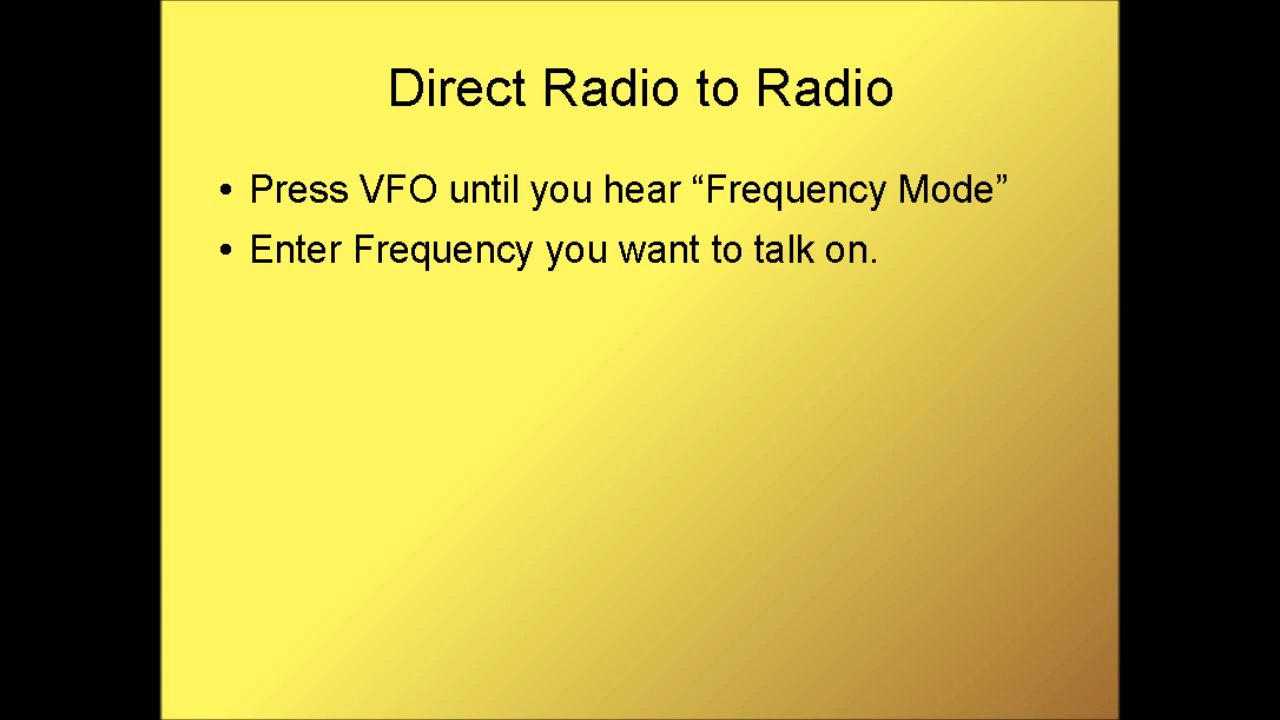 Direct Radio to Radio
• Press VFO until you hear “Frequency Mode”
• Enter Frequency you want to talk on.